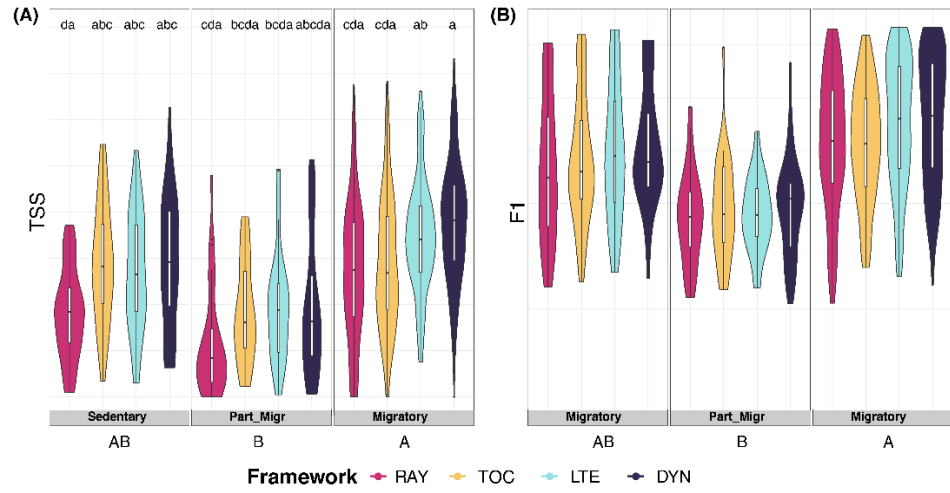 (A)
da abc abc abc cda bcda bcda abcda cda cda ab a
TSS
Sedentary Part_Migr Migratory
AB B A
(B)
F1
Migratory Part_Migr Migratory
AB B A
Framework RAY TOC LTE DYN